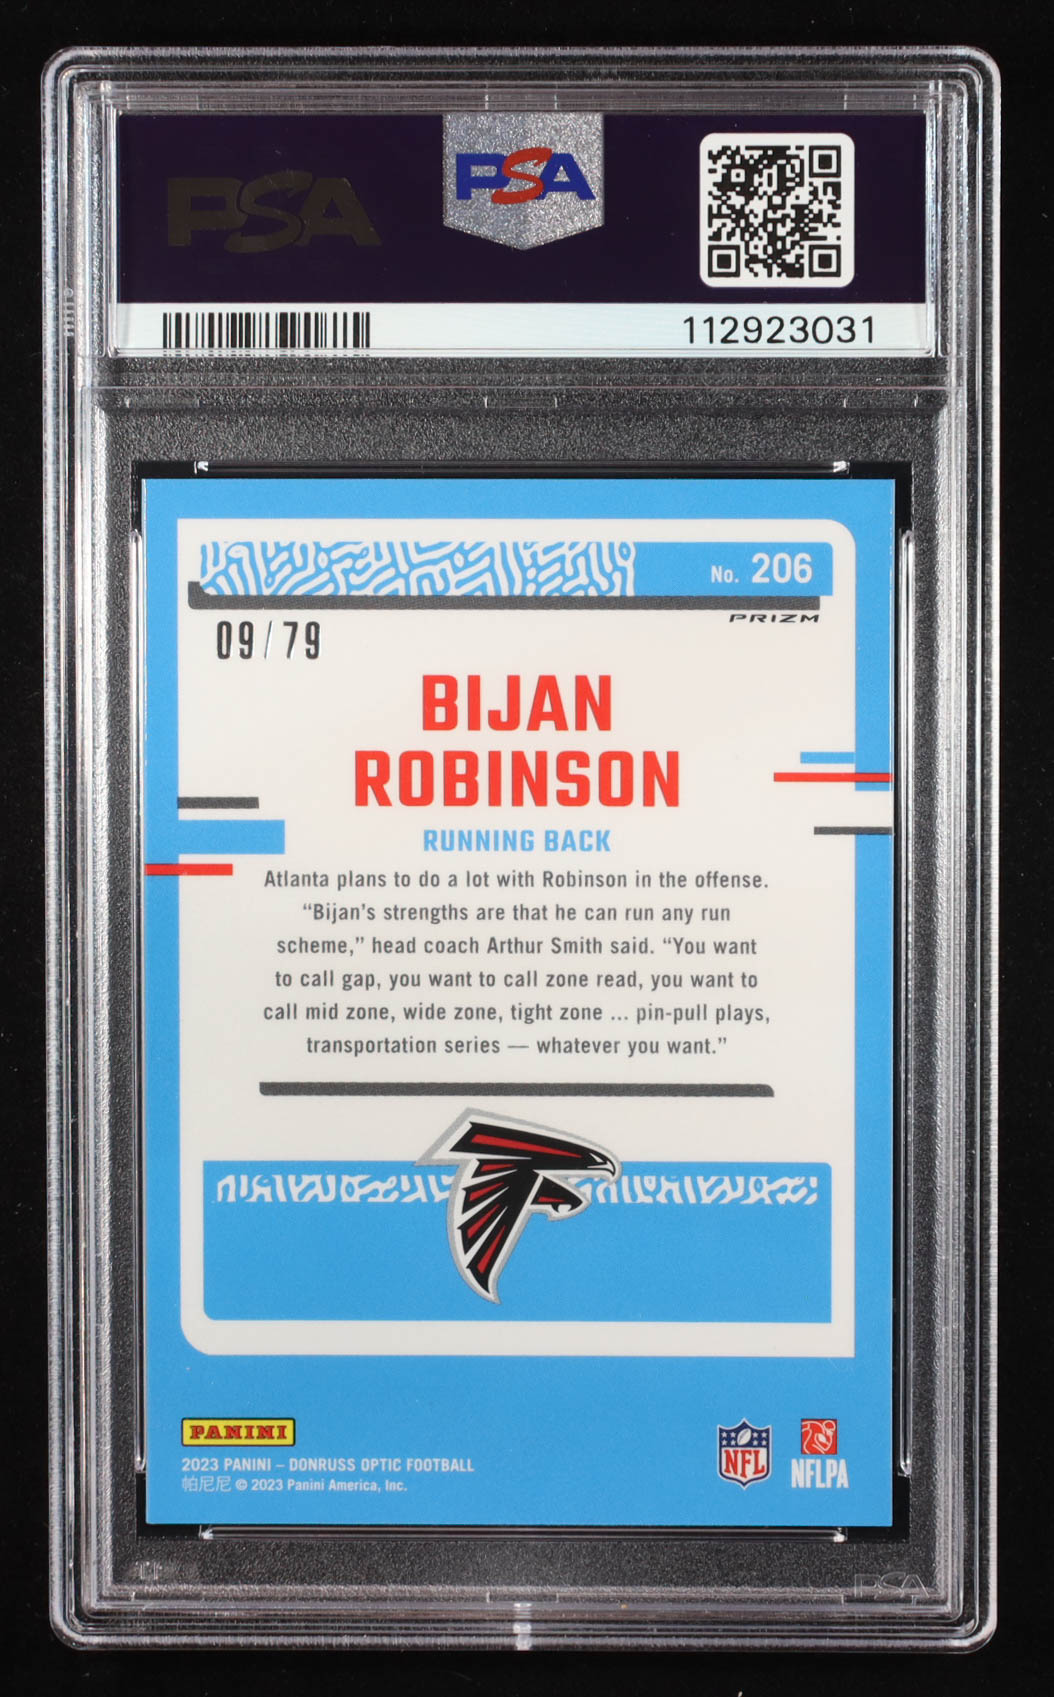 PSA
PSA
112923031
No. 206
PRIZM
09/79
BIJAN
ROBINSON
RUNNING BACK
Atlanta plans to do a lot with Robinson in the offense.
“Bijan’s strengths are that he can run any run
scheme,” head coach Arthur Smith said. “You want
to call gap, you want to call zone read, you want to
call mid zone, wide zone, tight zone ... pin-pull plays,
transportation series — whatever you want.”
PANINI
2023 PANINI – DONRUSS OPTIC FOOTBALL
帕尼尼 © 2023 Panini America, Inc.
NFL
NFLPA
PSA